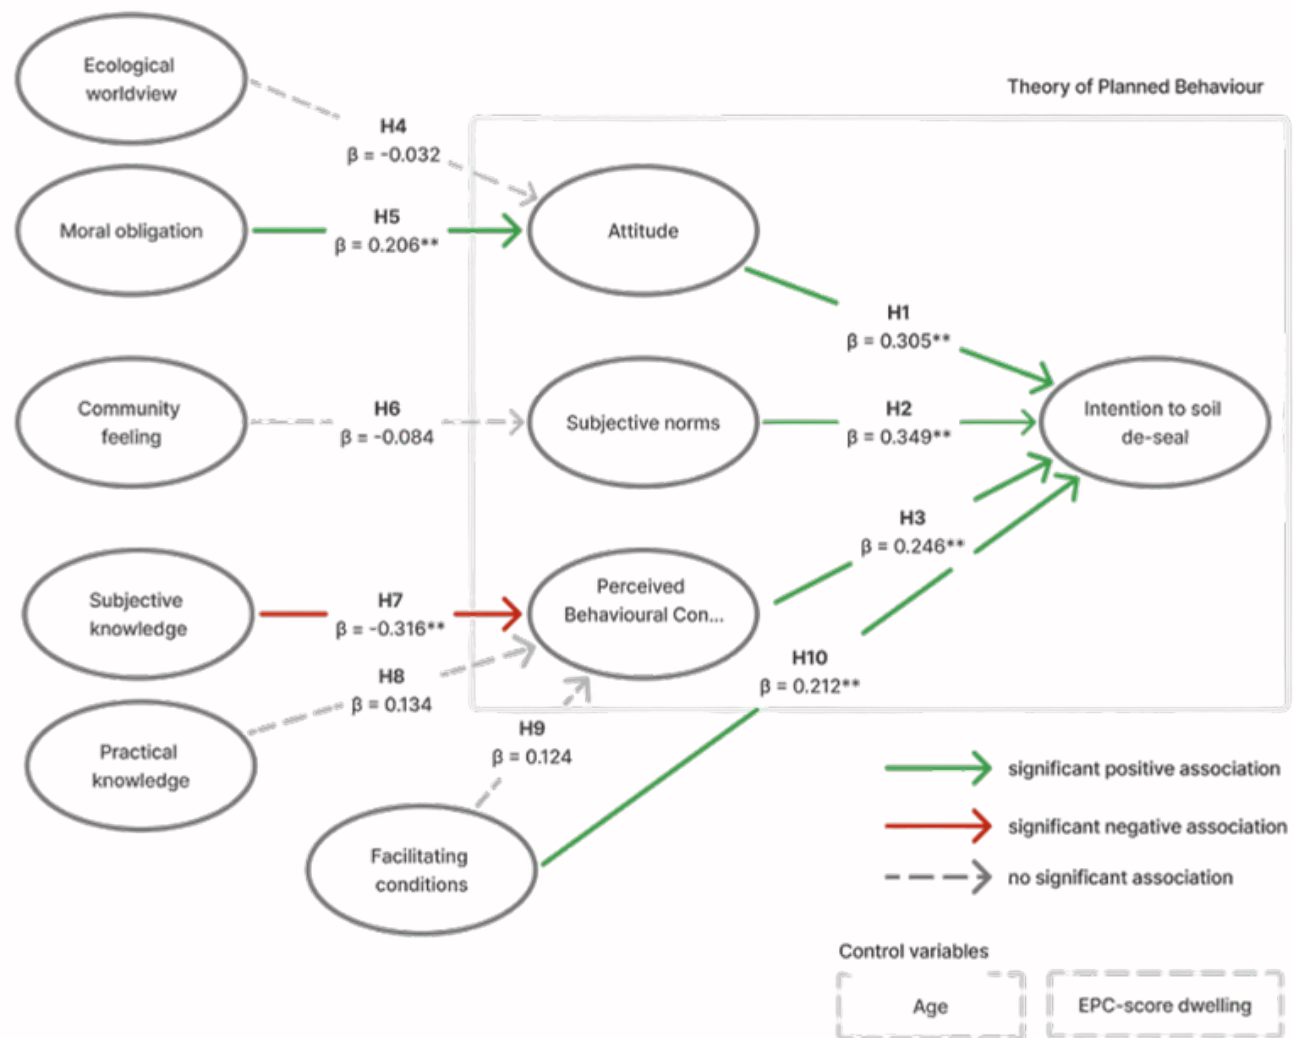 Ecological
worldview
Theory of Planned Behaviour
H4
β = -0.032
Moral obligation
H5
β = 0.206**
Attitude
H1
β = 0.305**
Community
feeling
H6
β = -0.084
Subjective norms
H2
β = 0.349**
Intention to soil
de-seal
H3
β = 0.246**
Subjective
knowledge
H7
β = -0.316**
Perceived
Behavioural Con...
H8
β = 0.134
H10
β = 0.212**
Practical
knowledge
H9
β = 0.124
Facilitating
conditions
significant positive association
significant negative association
no significant association
Control variables
Age
EPC-score dwelling